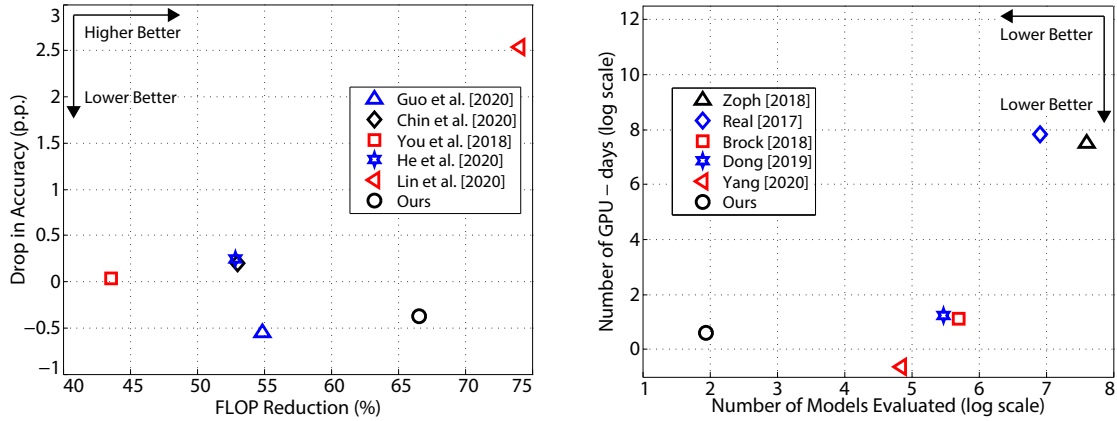 3
2.5
2
1.5
1
0.5
0
−0.5
−1
40
45
50
55
60
65
70
75
Drop in Accuracy (p.p.)
FLOP Reduction (%)
Higher Better
Lower Better
Guo et al. [2020]
Chin et al. [2020]
You et al. [2018]
He et al. [2020]
Lin et al. [2020]
Ours
12
10
8
6
4
2
0
1
2
3
4
5
6
7
8
Number of GPU − days (log scale)
Number of Models Evaluated (log scale)
Lower Better
Lower Better
Zoph [2018]
Real [2017]
Brock [2018]
Dong [2019]
Yang [2020]
Ours